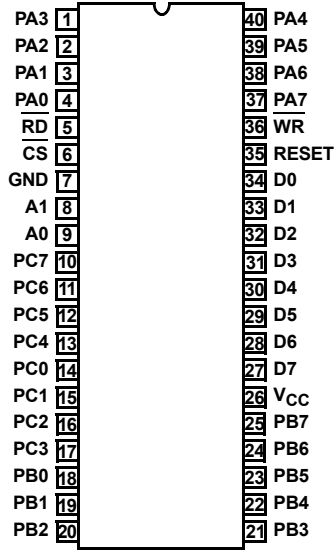 PA3 1 40 PA4
PA2 2 39 PA5
PA1 3 38 PA6
PA0 4 37 PA7
RD 5 36 WR
CS 6 35 RESET
GND 7 34 D0
A1 8 33 D1
A0 9 32 D2
PC7 10 31 D3
PC6 11 30 D4
PC5 12 29 D5
PC4 13 28 D6
PC0 14 27 D7
PC1 15 26 VCC
PC2 16 25 PB7
PC3 17 24 PB6
PB0 18 23 PB5
PB1 19 22 PB4
PB2 20 21 PB3